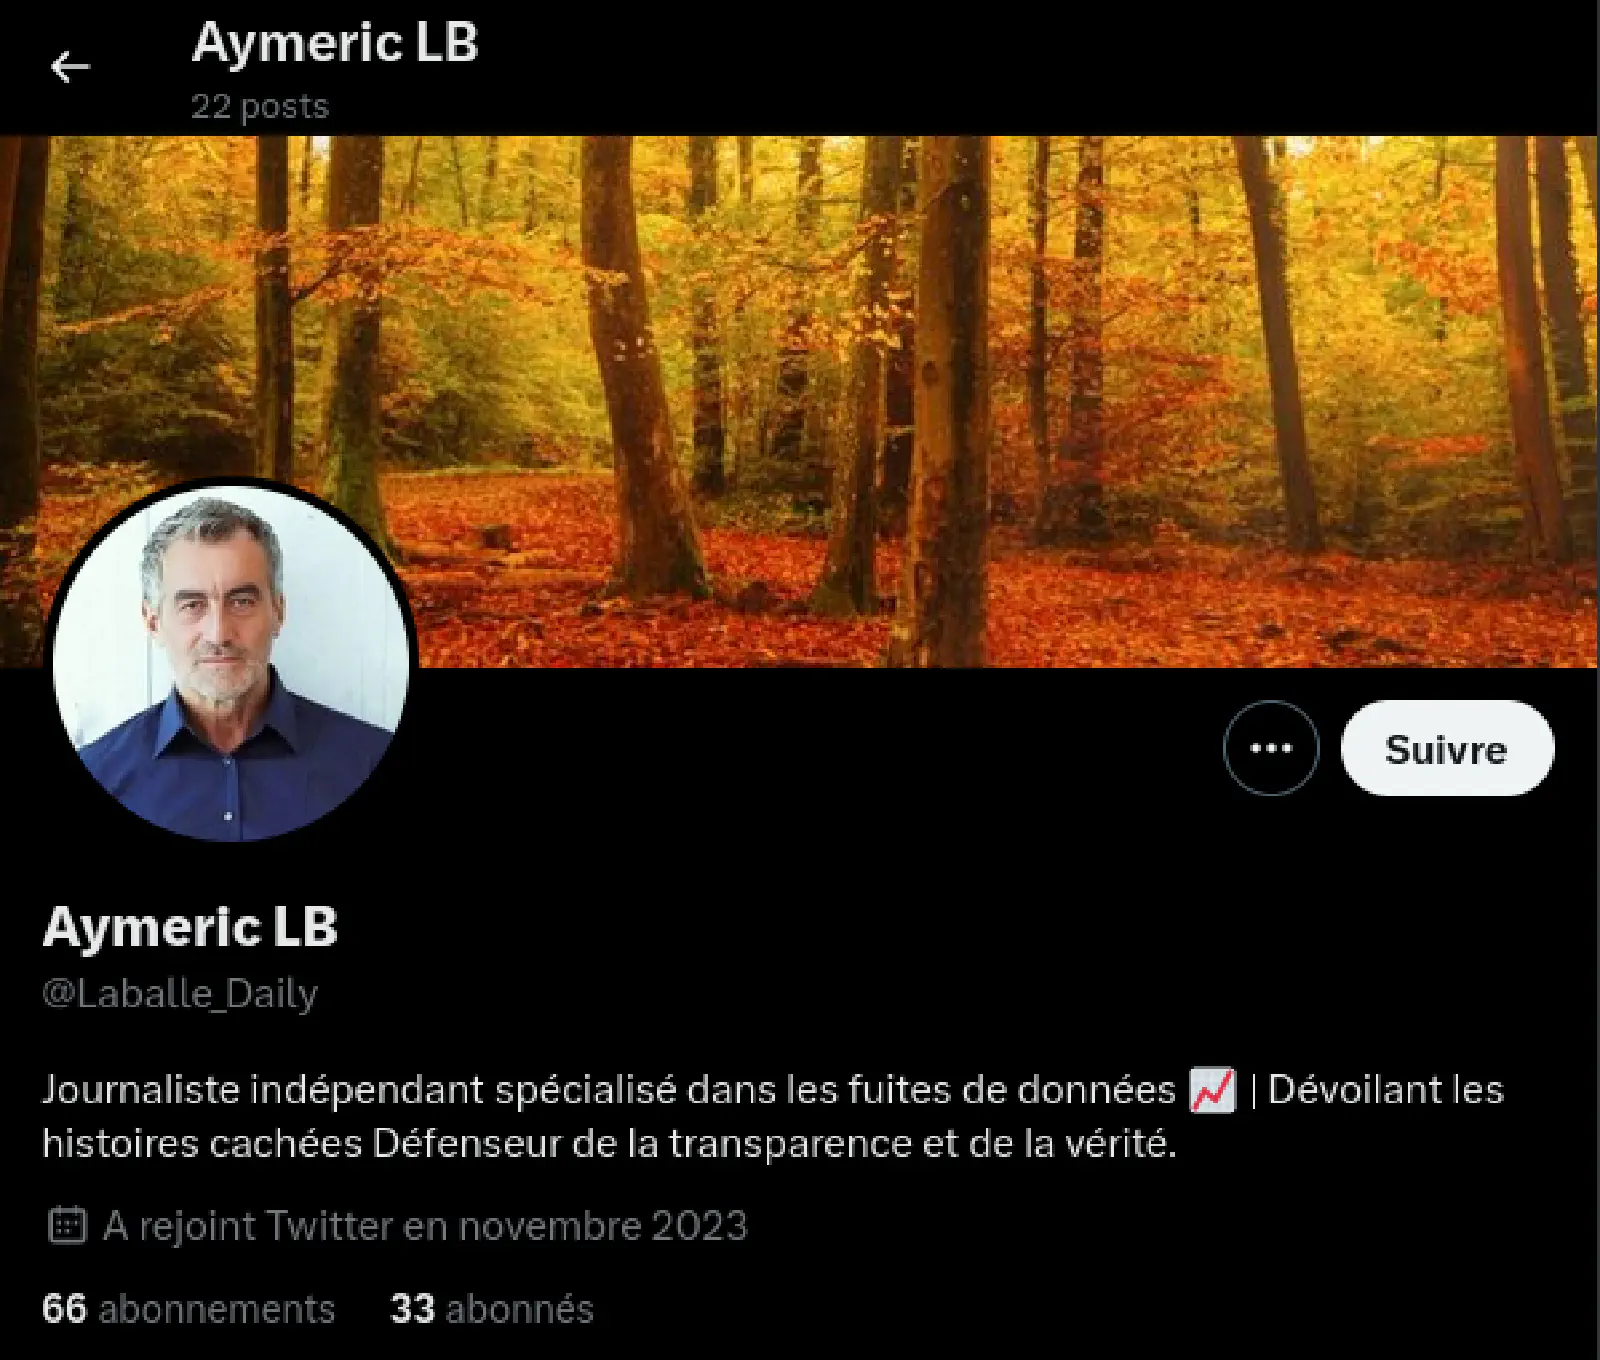 Aymeric LB
22 posts
Suivre
Aymeric LB
@Laballe_Daily
Journaliste indépendant spécialisé dans les fuites de données 📈 | Dévoilant les
histoires cachées Défenseur de la transparence et de la vérité.
A rejoint Twitter en novembre 2023
66 abonnements 33 abonnés